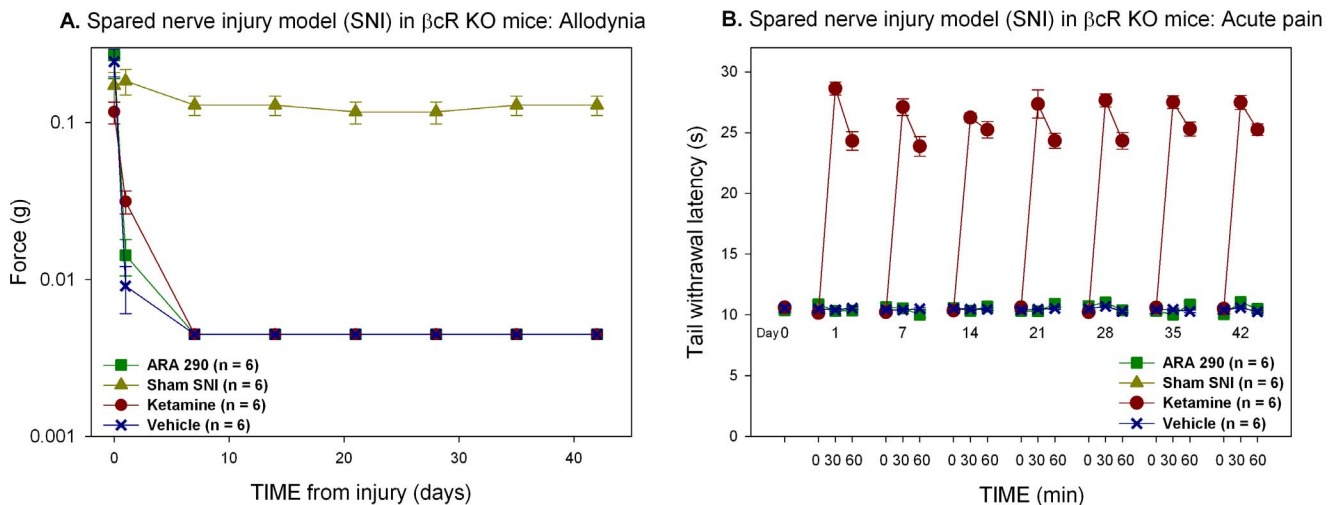 A. Spared nerve injury model (SNI) in βcR KO mice: Allodynia
Force (g)
0.1
0.01
0.001
ARA 290 (n = 6)
Sham SNI (n = 6)
Ketamine (n = 6)
Vehicle (n = 6)
0 10 20 30 40
TIME from injury (days)
B. Spared nerve injury model (SNI) in βcR KO mice: Acute pain
Tail withrawal latency (s)
30
25
20
15
10
5
0
Day 0 1 7 14 21 28 35 42
ARA 290 (n = 6)
Sham SNI (n = 6)
Ketamine (n = 6)
Vehicle (n = 6)
0 30 60 0 30 60 0 30 60 0 30 60 0 30 60 0 30 60 0 30 60
TIME (min)